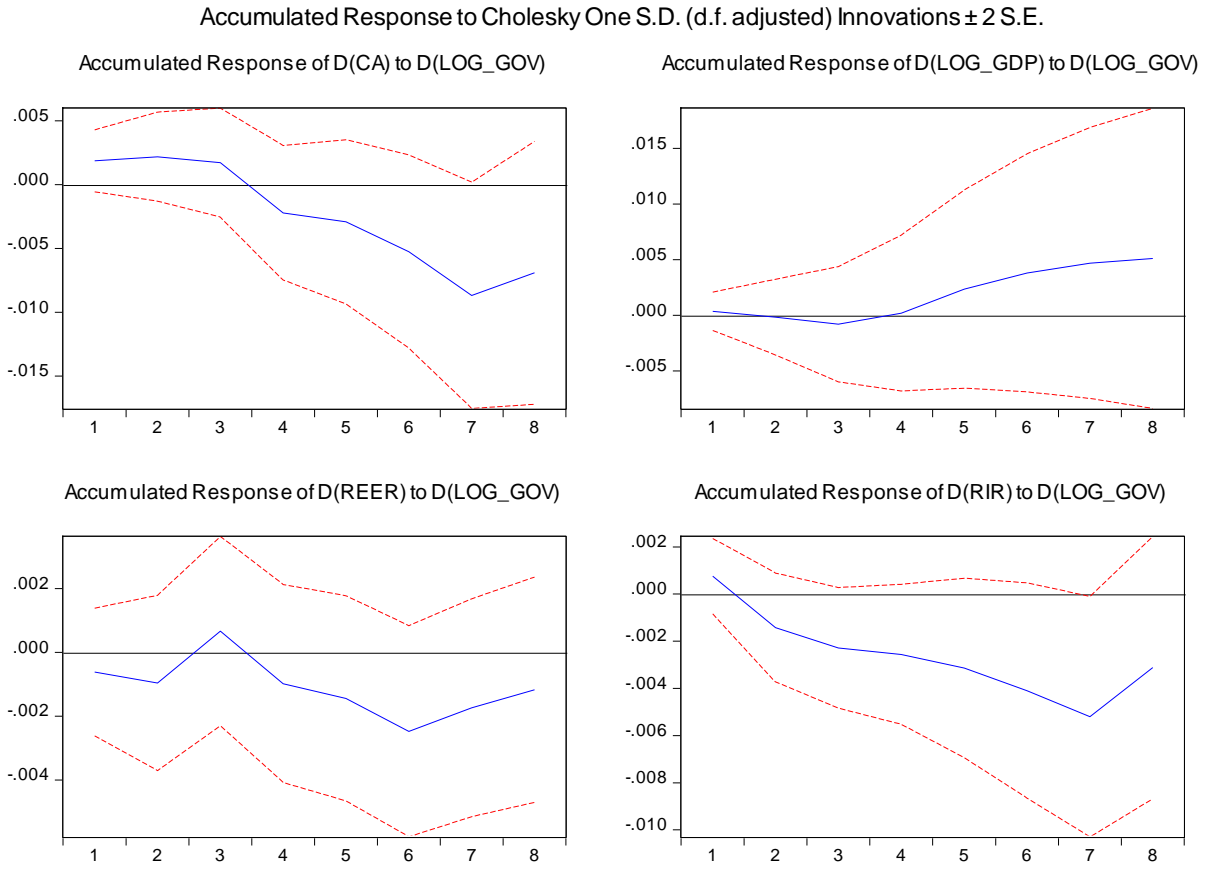 Accumulated Response to Cholesky One S.D. (d.f. adjusted) Innovations ± 2 S.E.
Accumulated Response of D(CA) to D(LOG_GOV)
.005
.000
-.005
-.010
-.015
1 2 3 4 5 6 7 8
Accumulated Response of D(LOG_GDP) to D(LOG_GOV)
.015
.010
.005
.000
-.005
1 2 3 4 5 6 7 8
Accumulated Response of D(REER) to D(LOG_GOV)
.002
.000
-.002
-.004
1 2 3 4 5 6 7 8
Accumulated Response of D(RIR) to D(LOG_GOV)
.002
.000
-.002
-.004
-.006
-.008
-.010
1 2 3 4 5 6 7 8